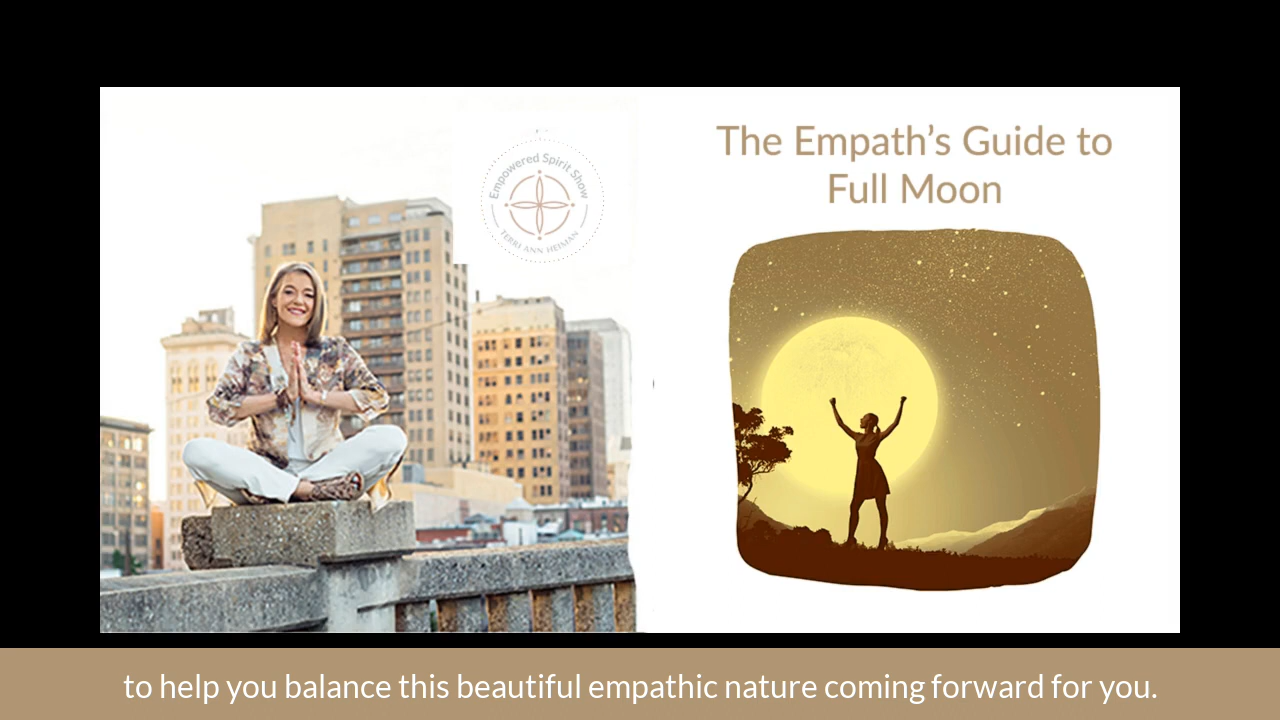 Empowered Spirit Show
TERRI ANN HEIMAN
The Empath's Guide to
Full Moon
to help you balance this beautiful empathic nature coming forward for you.